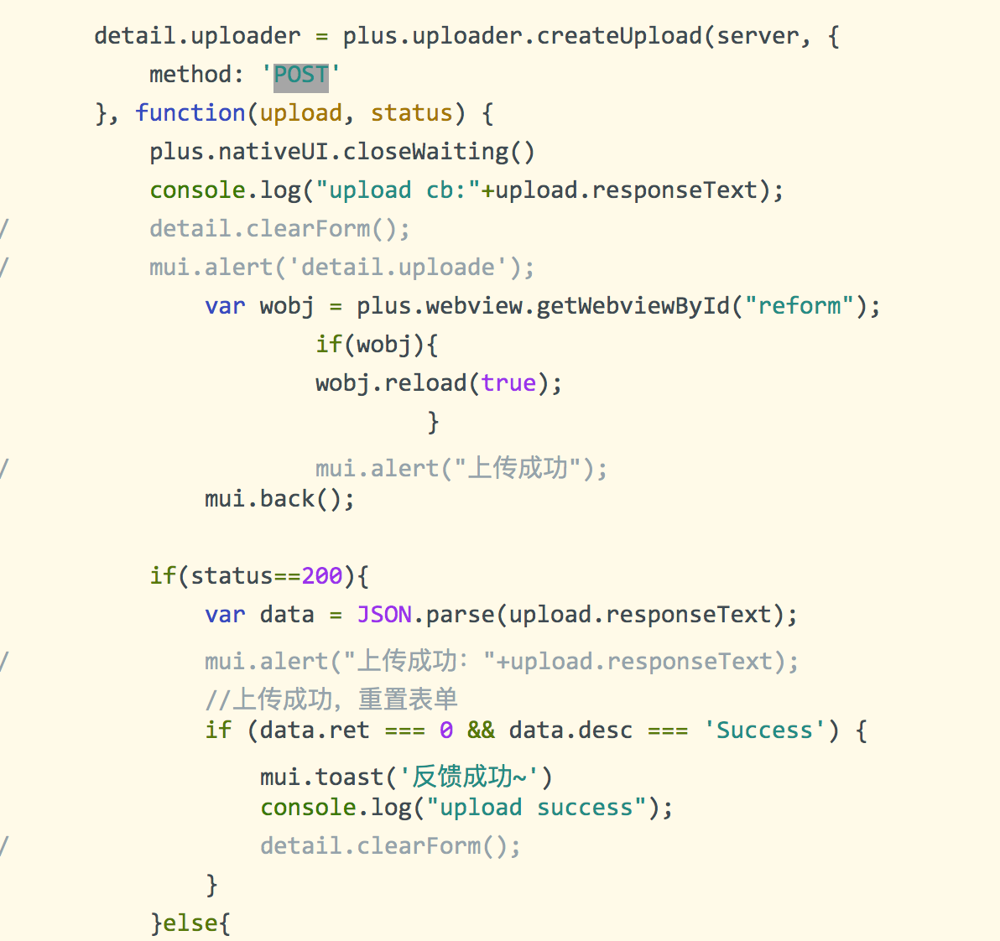 detail.uploader = plus.uploader.createUpload(server, {
method: 'POST'
}, function(upload, status) {
plus.nativeUI.closeWaiting()
console.log("upload cb:"+upload.responseText);
/ detail.clearForm();
/ mui.alert('detail.uploade');
var wobj = plus.webview.getWebviewById("reform");
if(wobj){
wobj.reload(true);
}
/ mui.alert("上传成功");
mui.back();
if(status==200){
var data = JSON.parse(upload.responseText);
/ mui.alert("上传成功："+upload.responseText);
//上传成功，重置表单
if (data.ret === 0 && data.desc === 'Success') {
mui.toast('反馈成功~')
console.log("upload success");
/ detail.clearForm();
}
}else{